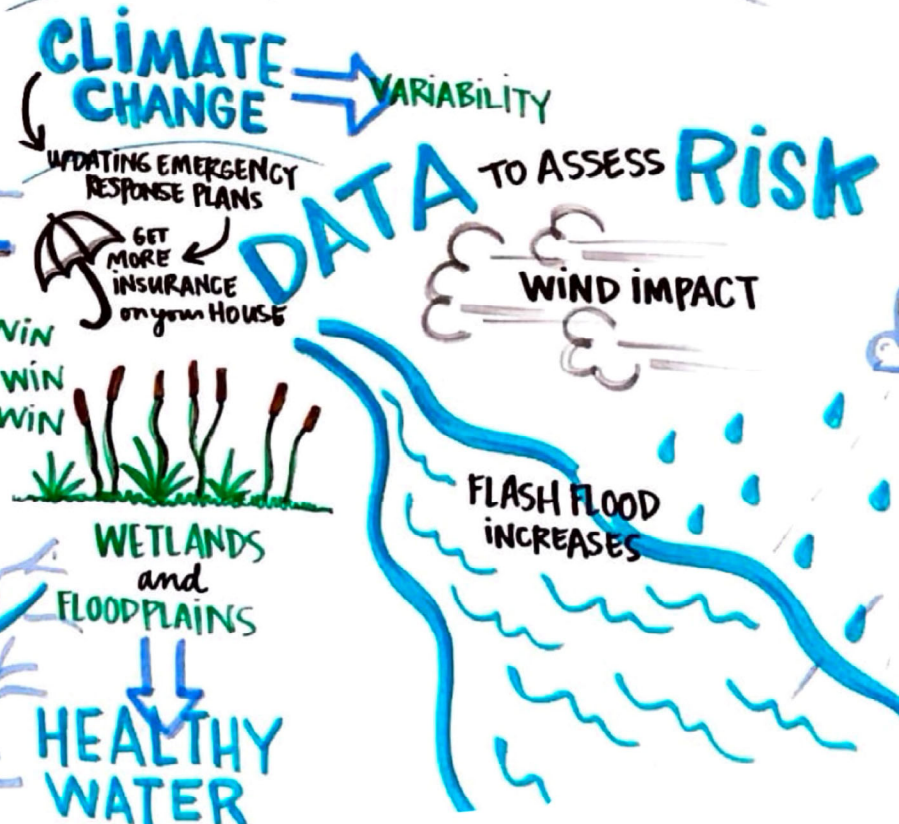 CLIMATE
CHANGE
VARIABILITY
UPDATING EMERGENCY
RESPONSE PLANS
GET
MORE
INSURANCE
on your HOUSE
DATA TO ASSESS RISK
WIND IMPACT
WIN
WIN
WIN
FLASH FLOOD
INCREASES
WETLANDS
and
FLOODPLAINS
HEALTHY
WATER